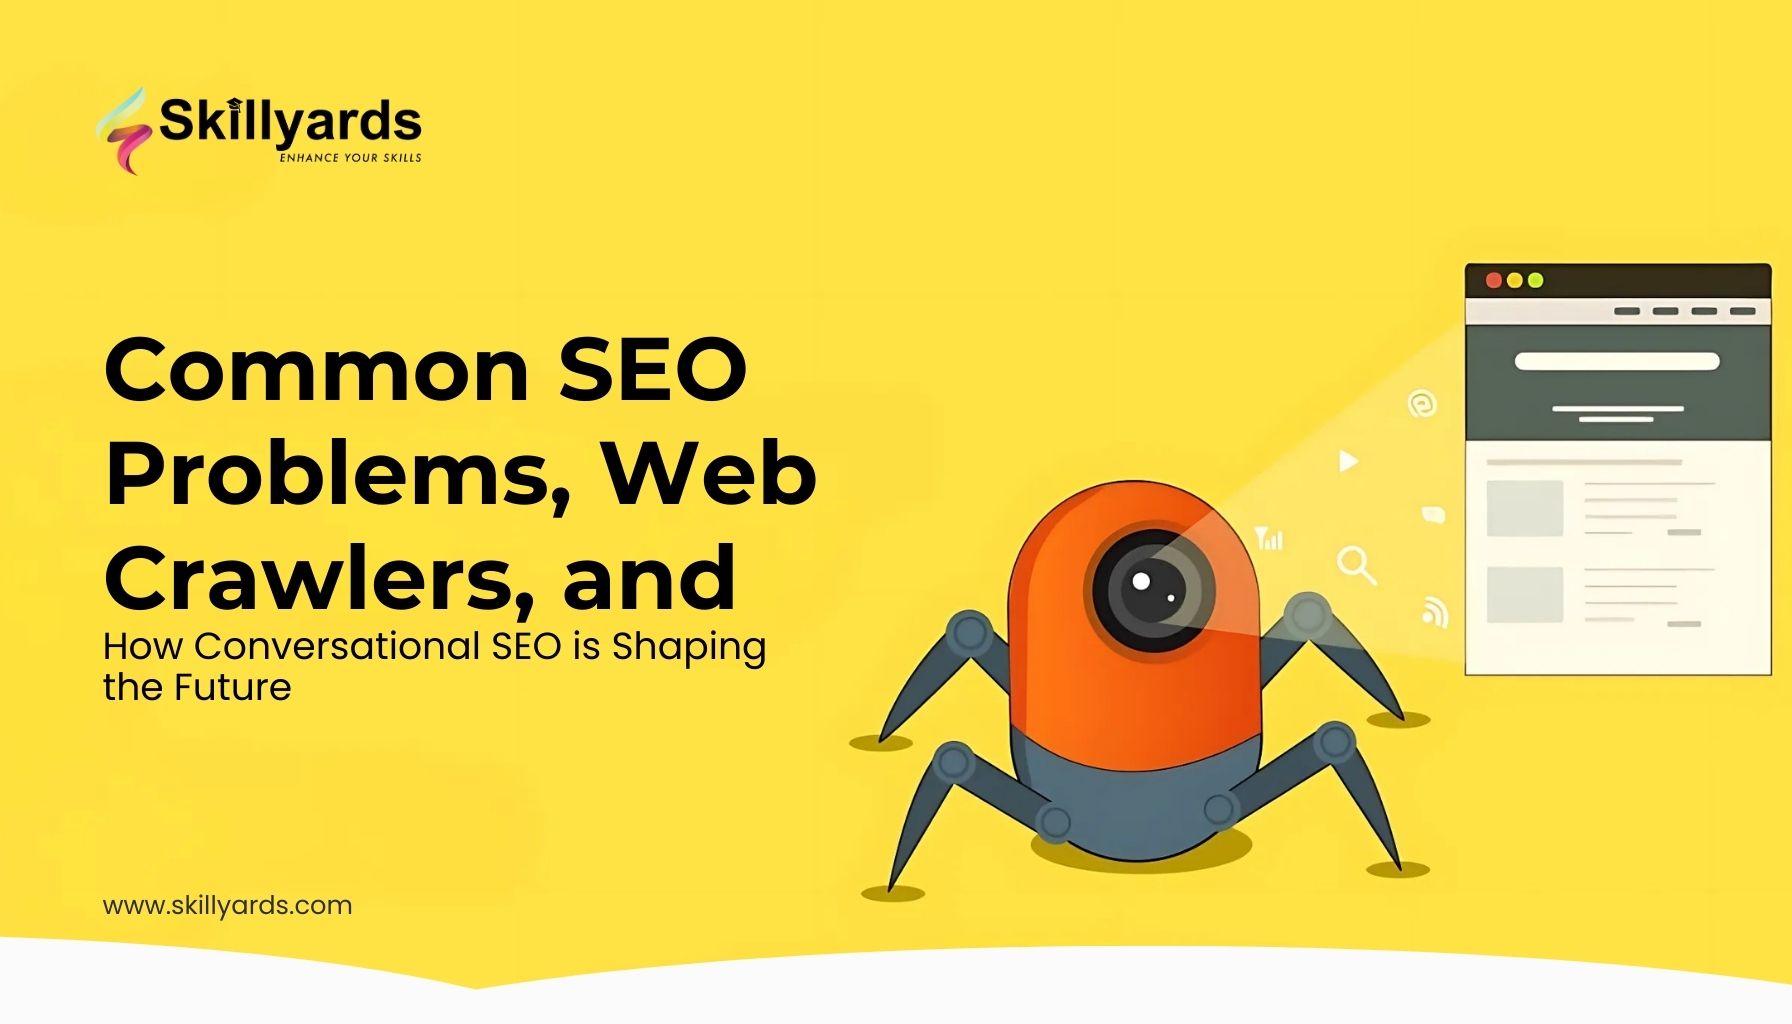 Skillyards
ENHANCE YOUR SKILLS
Common SEO
Problems, Web
Crawlers, and
How Conversational SEO is Shaping
the Future
www.skillyards.com